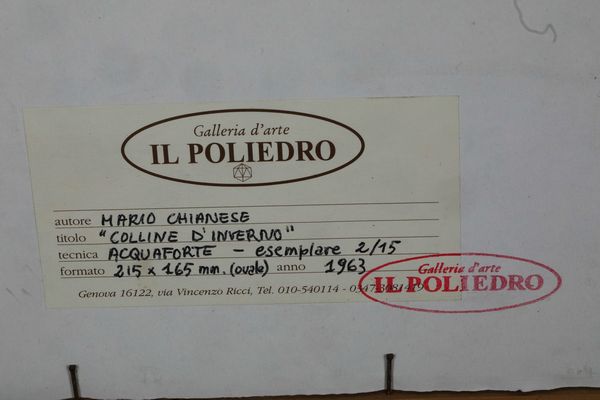 Galleria d'arte
IL POLIEDRO
autore MARIO CHIANESE
titolo "COLLINE D'INVERNO"
tecnica ACQUAFORTE - esemplare 2/15
formato 215 x 165 mm. (ovale) anno 1963
Genova 16122, via Vincenzo Ricci, Tel. 010-540114 -
Galleria d'arte
IL POLIEDRO